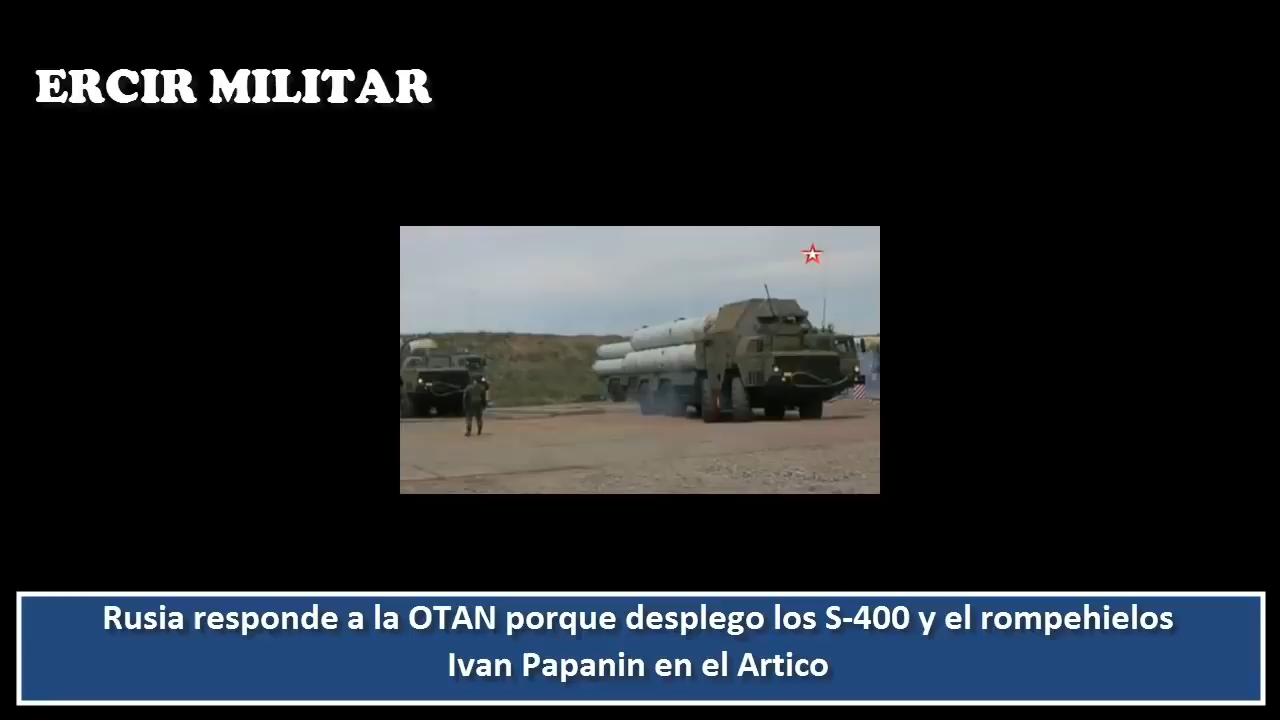 ERCIR MILITAR
Rusia responde a la OTAN porque desplego los S-400 y el rompehielos
Ivan Papanin en el Artico